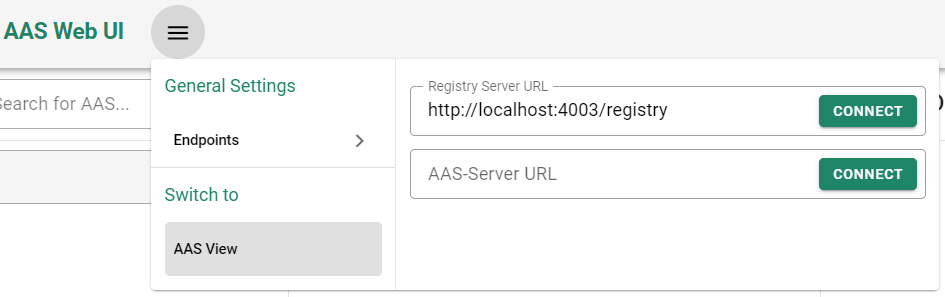 AAS Web UI
Search for AAS...
General Settings
Endpoints
Switch to
AAS View
Registry Server URL
http://localhost:4003/registry
CONNECT
AAS-Server URL
CONNECT